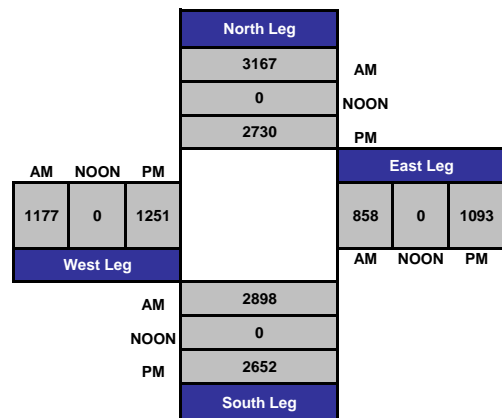 North Leg
3167 AM
0 NOON
2730 PM
AM NOON PM
East Leg
1177 0 1251
858 0 1093
West Leg
AM NOON PM
AM 2898
NOON 0
PM 2652
South Leg